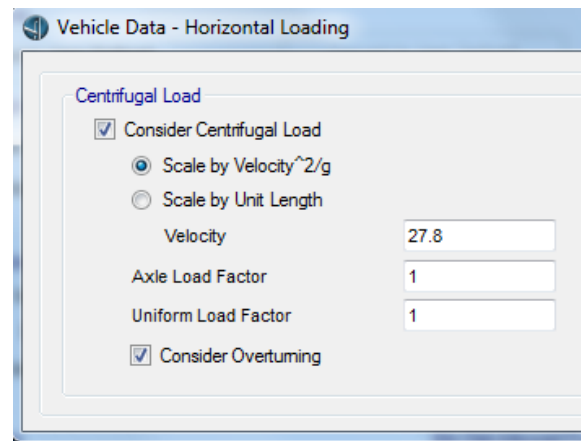 Vehicle Data - Horizontal Loading
Centrifugal Load
Consider Centrifugal Load
Scale by Velocity^2/g
Scale by Unit Length
Velocity 27.8
Axle Load Factor 1
Uniform Load Factor 1
Consider Overturning